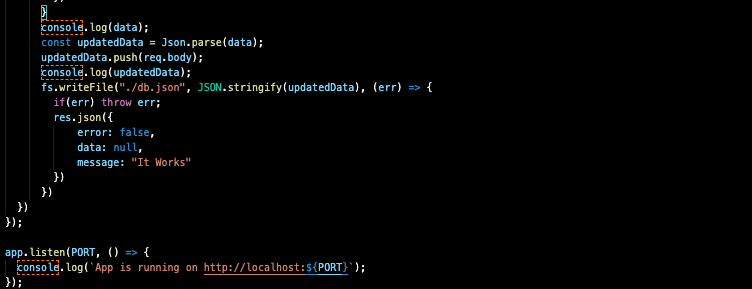 }
console.log(data);
const updatedData = Json.parse(data);
updatedData.push(req.body);
console.log(updatedData);
fs.writeFile("./db.json", JSON.stringify(updatedData), (err) => {
if(err) throw err;
res.json({
error: false,
data: null,
message: "It Works"
})
})
})
});
app.listen(PORT, () => {
console.log(`App is running on http://localhost:${PORT}`);
});